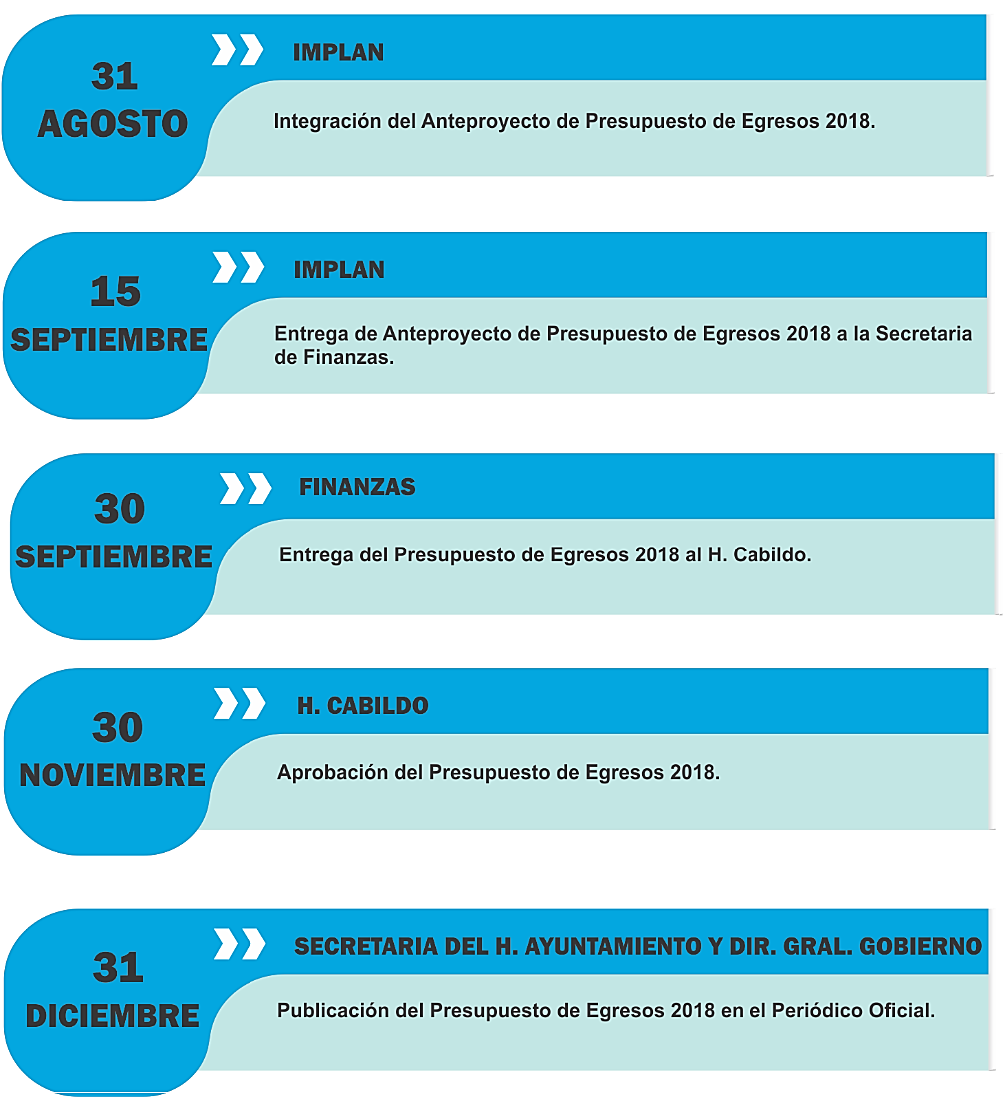 31
AGOSTO
IMPLAN
Integración del Anteproyecto de Presupuesto de Egresos 2018.
15
SEPTIEMBRE
IMPLAN
Entrega de Anteproyecto de Presupuesto de Egresos 2018 a la Secretaria
de Finanzas.
30
SEPTIEMBRE
FINANZAS
Entrega del Presupuesto de Egresos 2018 al H. Cabildo.
30
NOVIEMBRE
H. CABILDO
Aprobación del Presupuesto de Egresos 2018.
31
DICIEMBRE
SECRETARIA DEL H. AYUNTAMIENTO Y DIR. GRAL. GOBIERNO
Publicación del Presupuesto de Egresos 2018 en el Periódico Oficial.